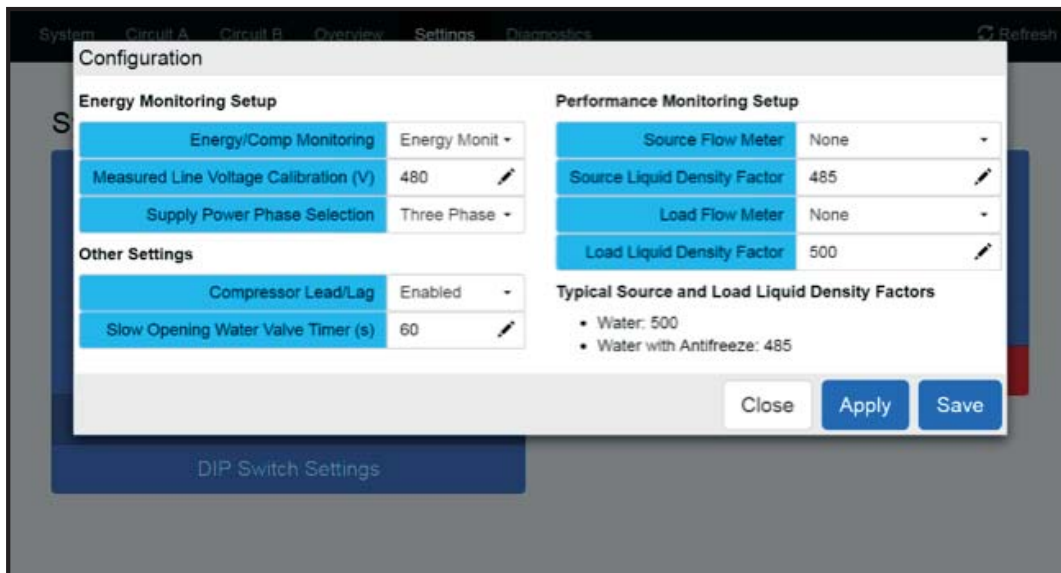 System Circuit A Circuit B Overview Settings Diagnostics Refresh
Configuration
Energy Monitoring Setup
Energy/Comp Monitoring Energy Monit
Measured Line Voltage Calibration (V) 480
Supply Power Phase Selection Three Phase
Other Settings
Compressor Lead/Lag Enabled
Slow Opening Water Valve Timer (s) 60
Performance Monitoring Setup
Source Flow Meter None
Source Liquid Density Factor 485
Load Flow Meter None
Load Liquid Density Factor 500
Typical Source and Load Liquid Density Factors
• Water: 500
• Water with Antifreeze: 485
Close Apply Save
DIP Switch Settings